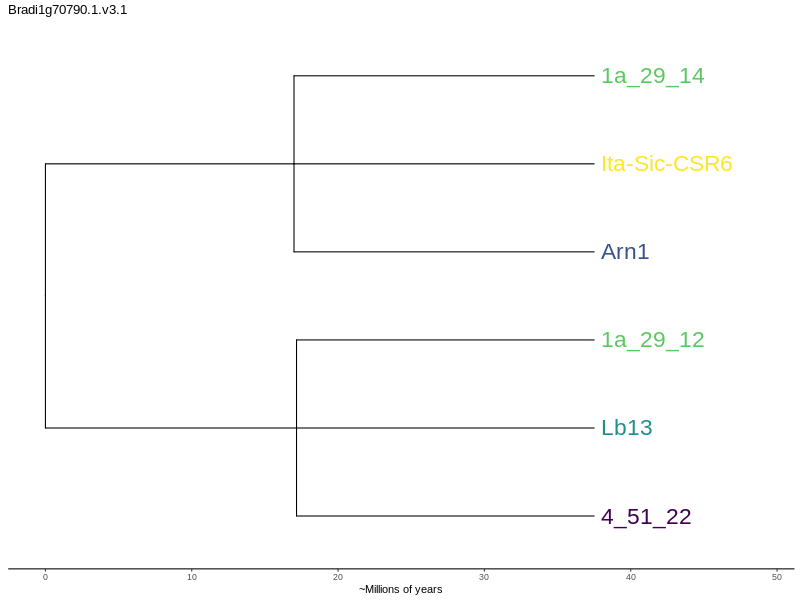 Bradi1g70790.1.v3.1
1a_29_14
Ita-Sic-CSR6
Arn1
1a_29_12
Lb13
4_51_22
0 10 20 30 40 50
~Millions of years